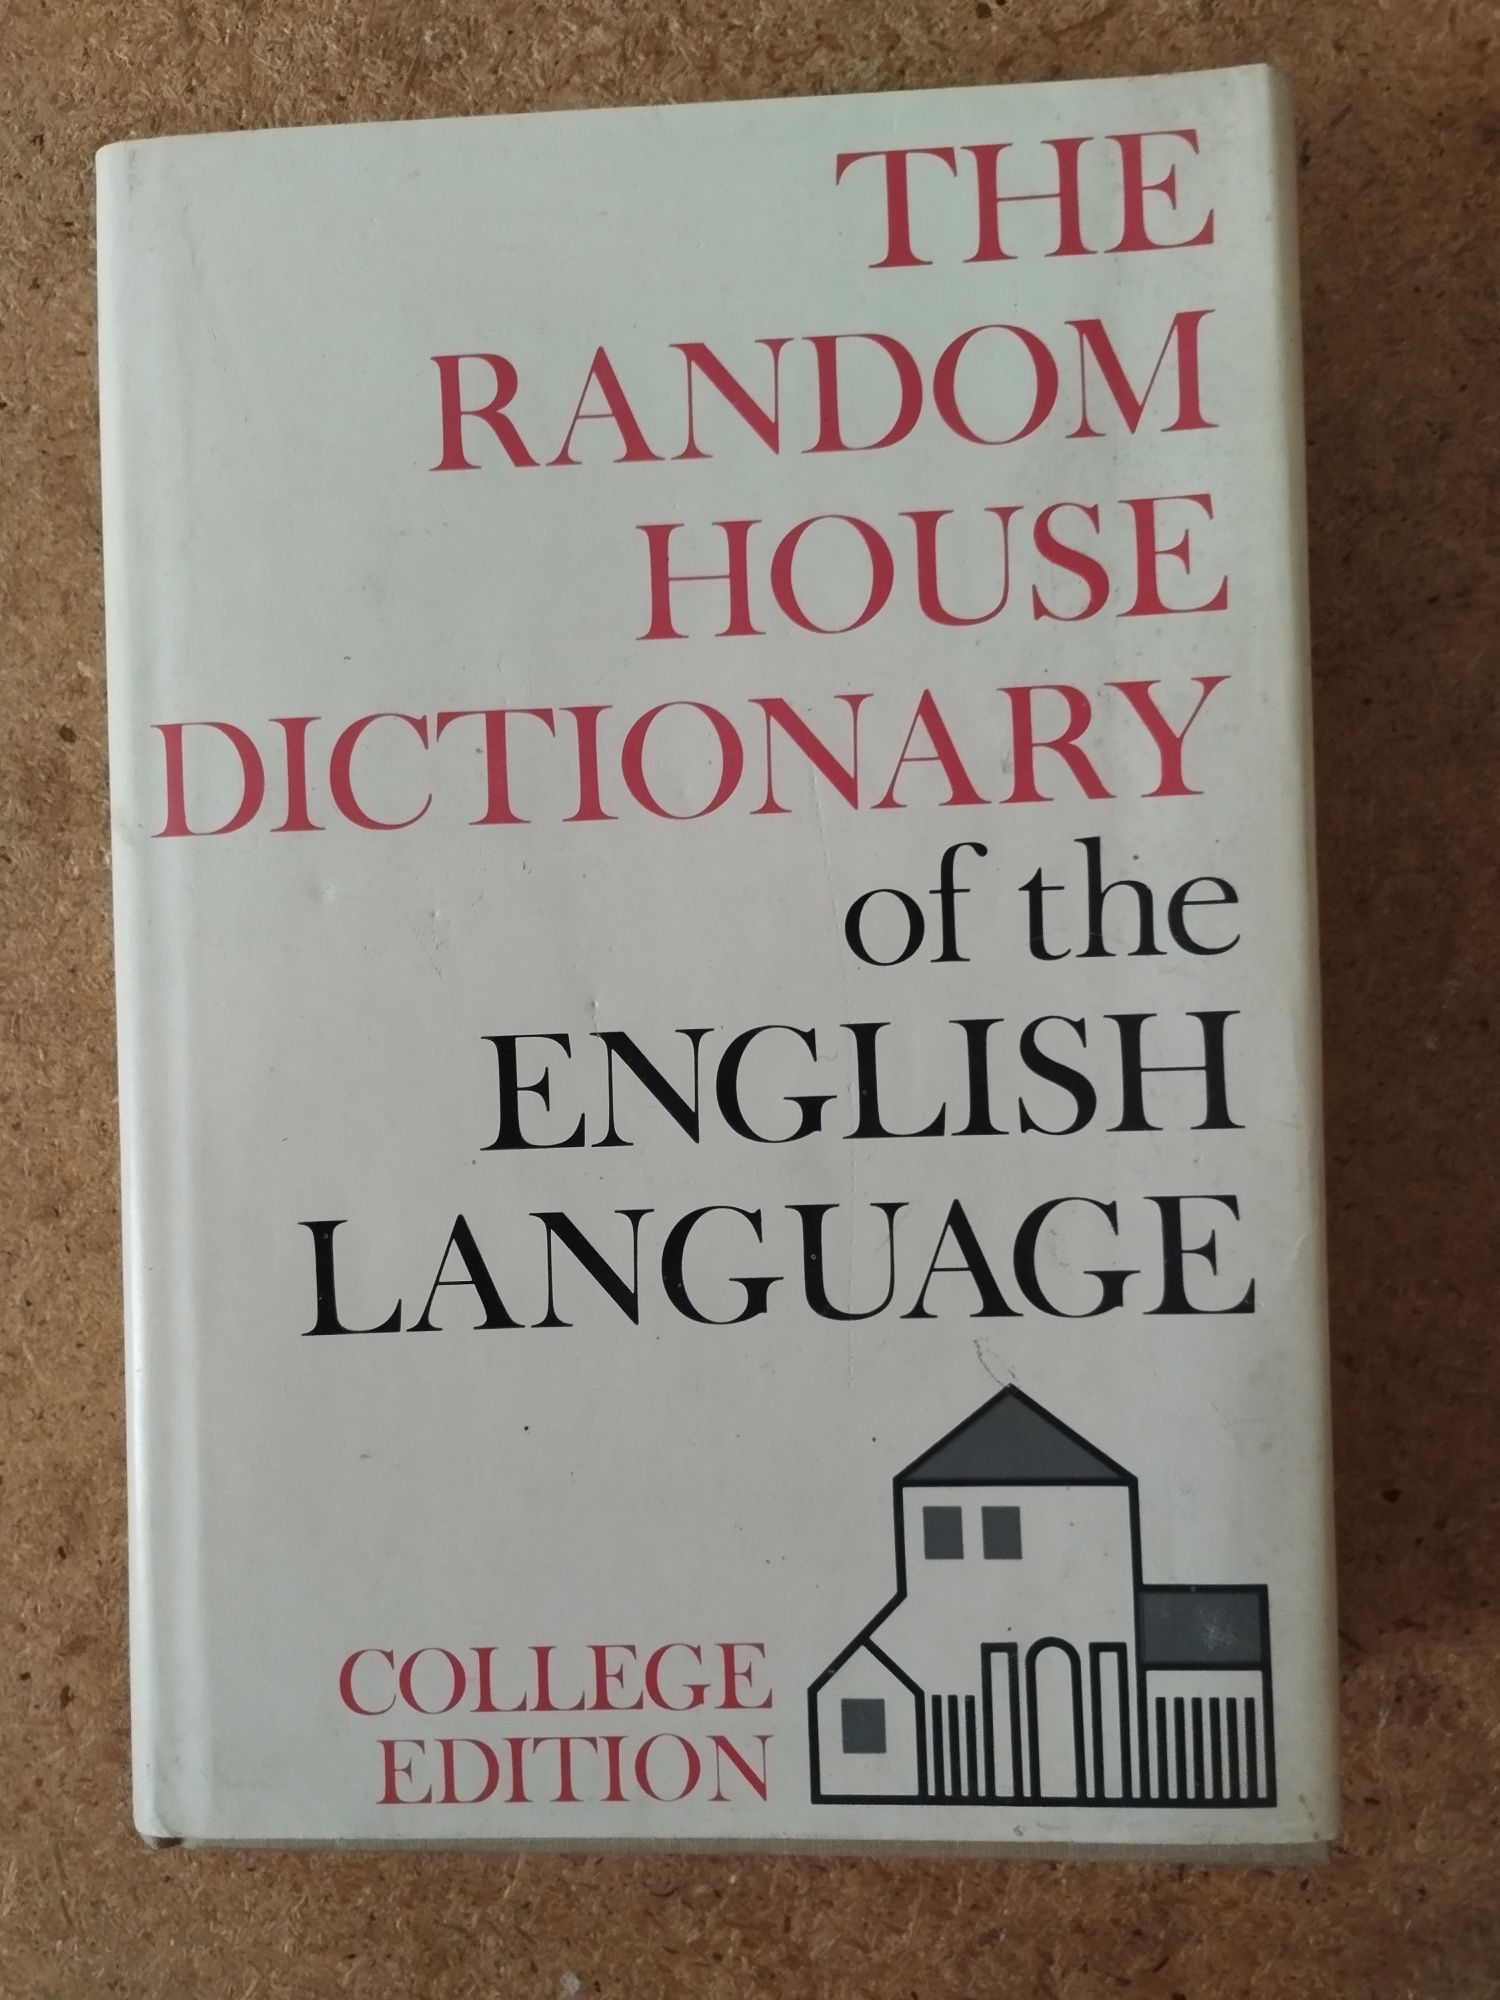 THE
RANDOM
HOUSE
DICTIONARY
of the
ENGLISH
LANGUAGE
COLLEGE
EDITION